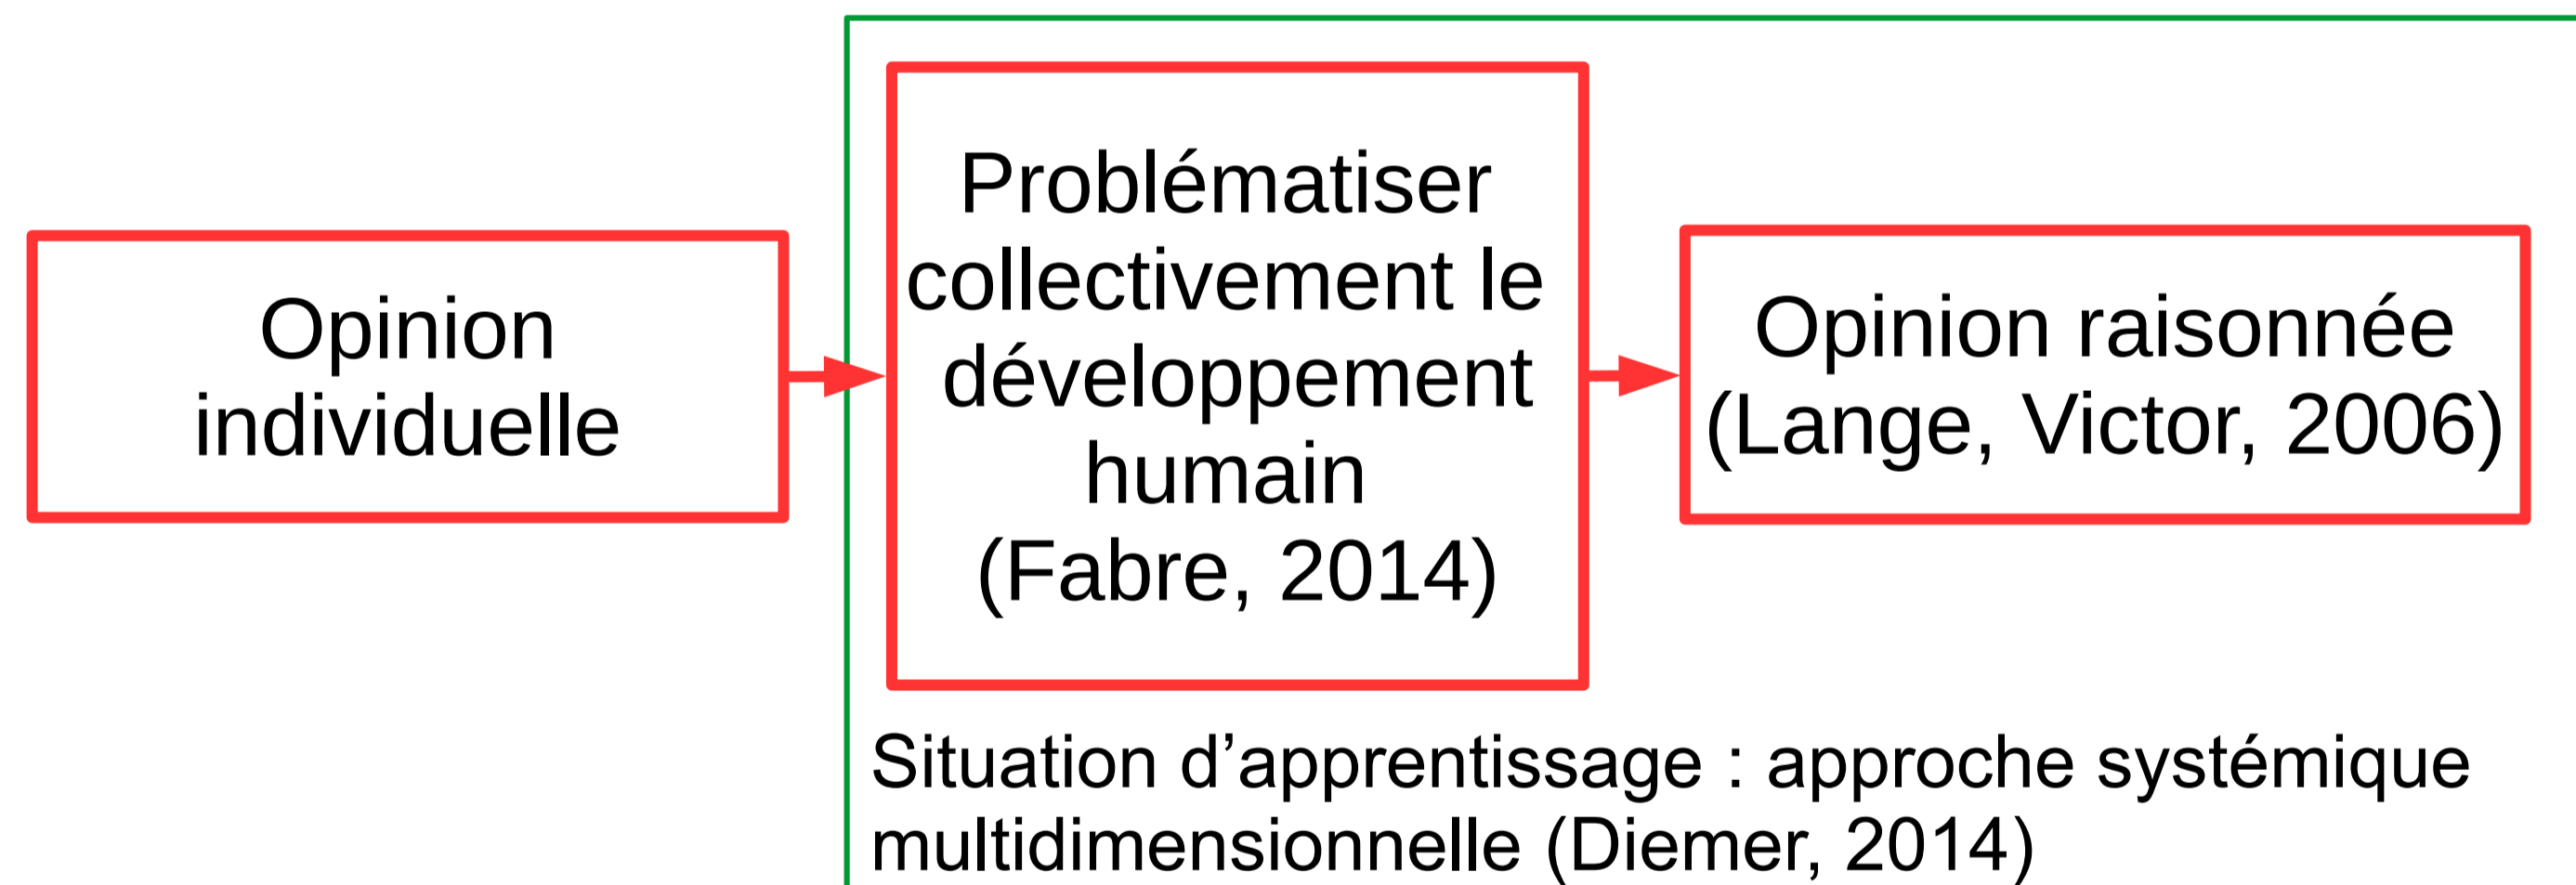 Opinion
individuelle
Problématiser
collectivement le
développement
humain
(Fabre, 2014)
Opinion raisonnée
(Lange, Victor, 2006)
Situation d’apprentissage : approche systémique
multidimensionnelle (Diemer, 2014)